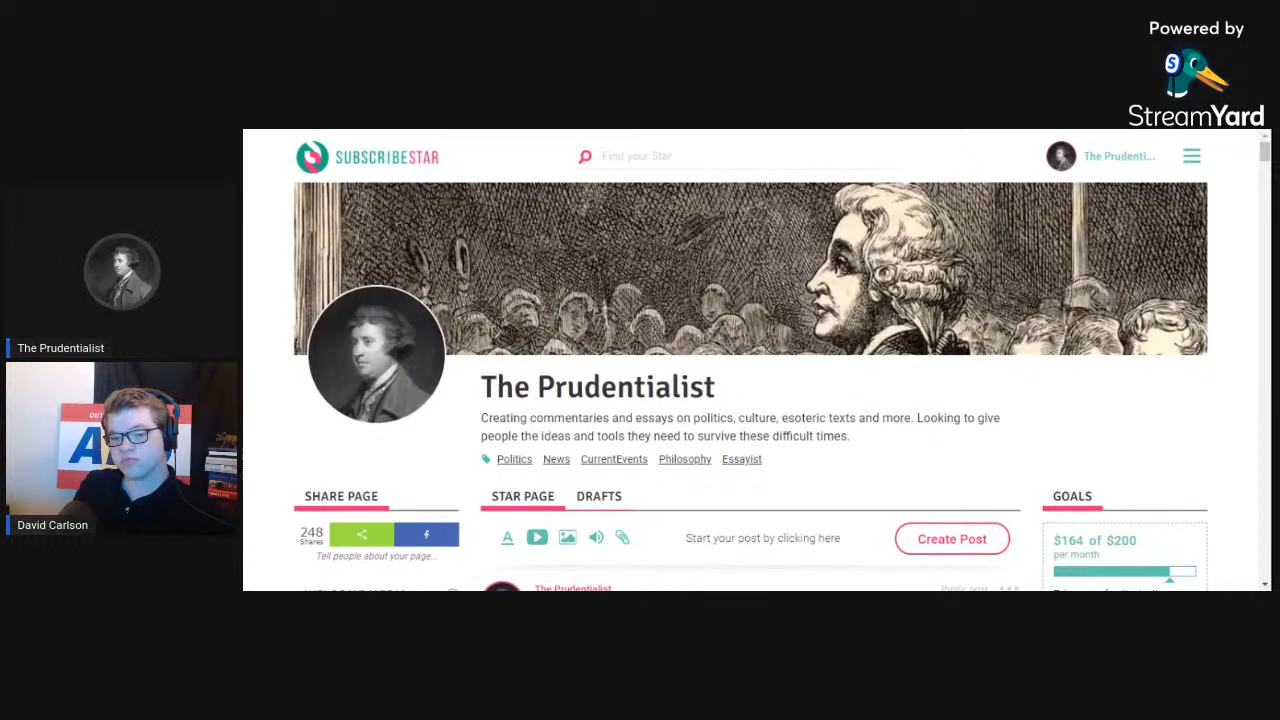 Powered by
StreamYard
SUBSCRIBESTAR
Find your Star
The Prudenti...
The Prudentialist
Creating commentaries and essays on politics, culture, esoteric texts and more. Looking to give
people the ideas and tools they need to survive these difficult times.
Politics News CurrentEvents Philosophy Essayist
SHARE PAGE
STAR PAGE DRAFTS
GOALS
248
Shares
Tell people about your page...
Start your post by clicking here
Create Post
$164 of $200
per month
The Prudentialist
Public post
The Prudentialist
David Carlson